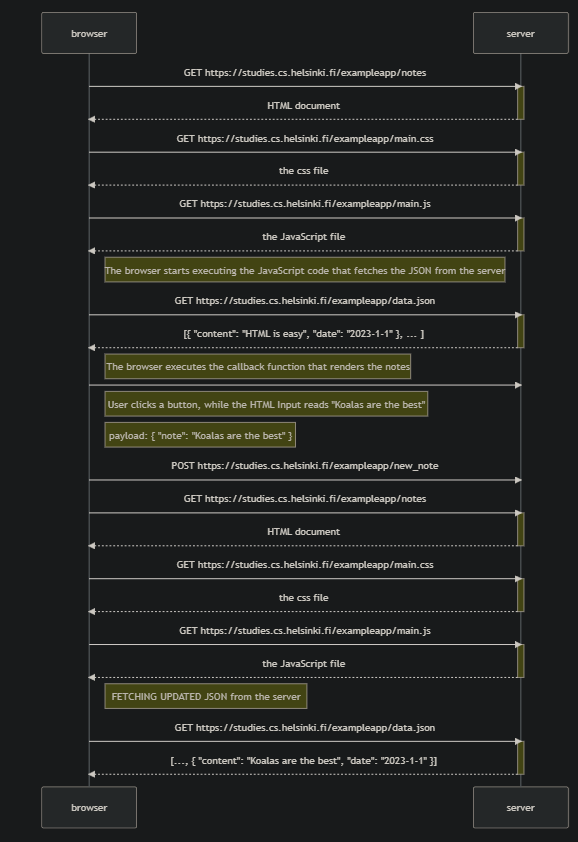 browser
server
GET https://studies.cs.helsinki.fi/exampleapp/notes
HTML document
GET https://studies.cs.helsinki.fi/exampleapp/main.css
the css file
GET https://studies.cs.helsinki.fi/exampleapp/main.js
the JavaScript file
The browser starts executing the JavaScript code that fetches the JSON from the server
GET https://studies.cs.helsinki.fi/exampleapp/data.json
[{ "content": "HTML is easy", "date": "2023-1-1" }, ... ]
The browser executes the callback function that renders the notes
User clicks a button, while the HTML Input reads "Koalas are the best"
payload: { "note": "Koalas are the best" }
POST https://studies.cs.helsinki.fi/exampleapp/new_note
GET https://studies.cs.helsinki.fi/exampleapp/notes
HTML document
GET https://studies.cs.helsinki.fi/exampleapp/main.css
the css file
GET https://studies.cs.helsinki.fi/exampleapp/main.js
the JavaScript file
FETCHING UPDATED JSON from the server
GET https://studies.cs.helsinki.fi/exampleapp/data.json
[..., { "content": "Koalas are the best", "date": "2023-1-1" }]
browser
server